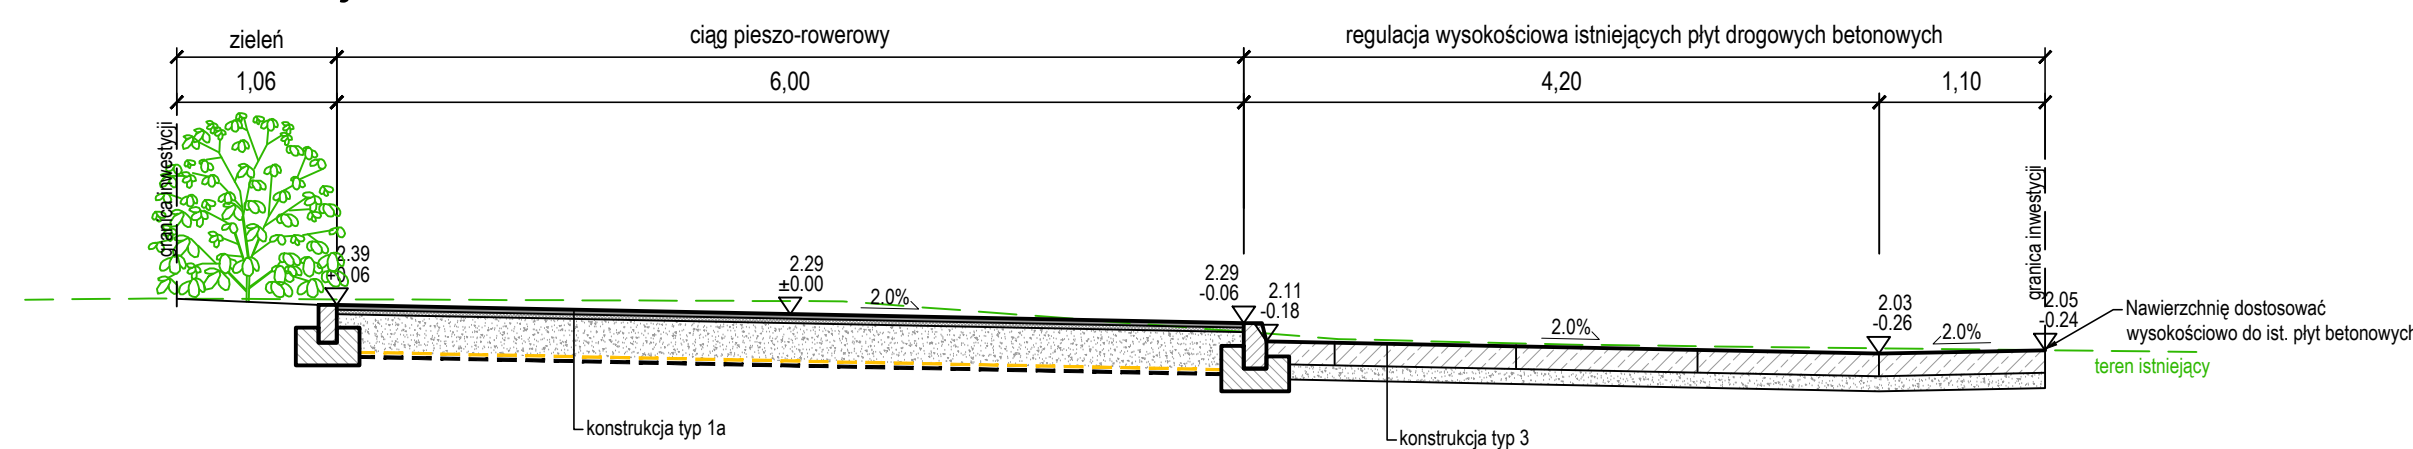 zieleń
ciąg pieszo-rowerowy
regulacja wysokościowa istniejących płyt drogowych betonowych
1,06
6,00
4,20
1,10
granica inwestycji
granica inwestycji
2.39
+0.06
2.29
±0.00
2.0%
2.29
-0.06
2.11
-0.18
2.0%
2.03
-0.26
2.0%
2.05
-0.24
Nawierzchnię dostosować
wysokościowo do ist. płyt betonowych
teren istniejący
konstrukcja typ 1a
konstrukcja typ 3